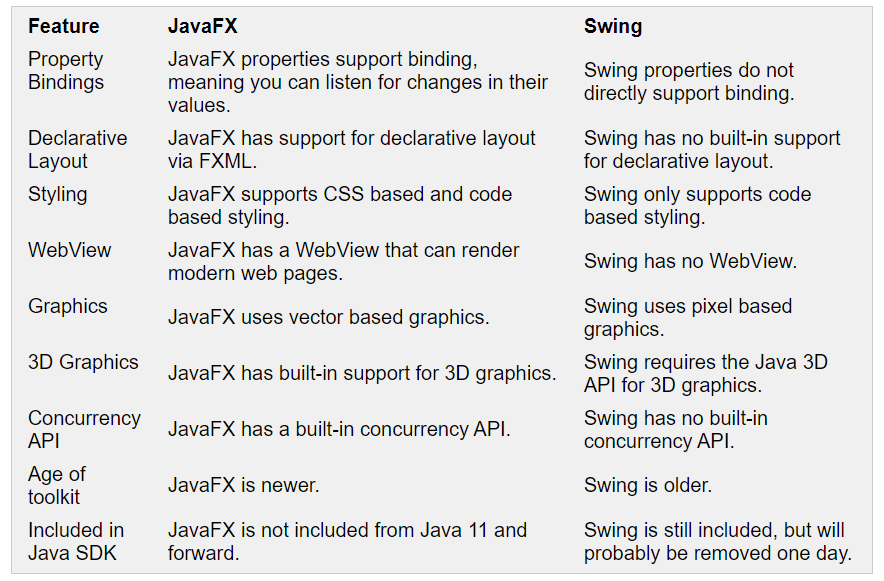 Feature JavaFX Swing
Property
Bindings
JavaFX properties support binding,
meaning you can listen for changes in their
values.
Swing properties do not
directly support binding.
Declarative
Layout
JavaFX has support for declarative layout
via FXML.
Swing has no built-in support
for declarative layout.
Styling
JavaFX supports CSS based and code
based styling.
Swing only supports code
based styling.
WebView
JavaFX has a WebView that can render
modern web pages.
Swing has no WebView.
Graphics
JavaFX uses vector based graphics.
Swing uses pixel based
graphics.
3D Graphics
JavaFX has built-in support for 3D graphics.
Swing requires the Java 3D
API for 3D graphics.
Concurrency
API
JavaFX has a built-in concurrency API.
Swing has no built-in
concurrency API.
Age of
toolkit
JavaFX is newer.
Swing is older.
Included in
Java SDK
JavaFX is not included from Java 11 and
forward.
Swing is still included, but will
probably be removed one day.